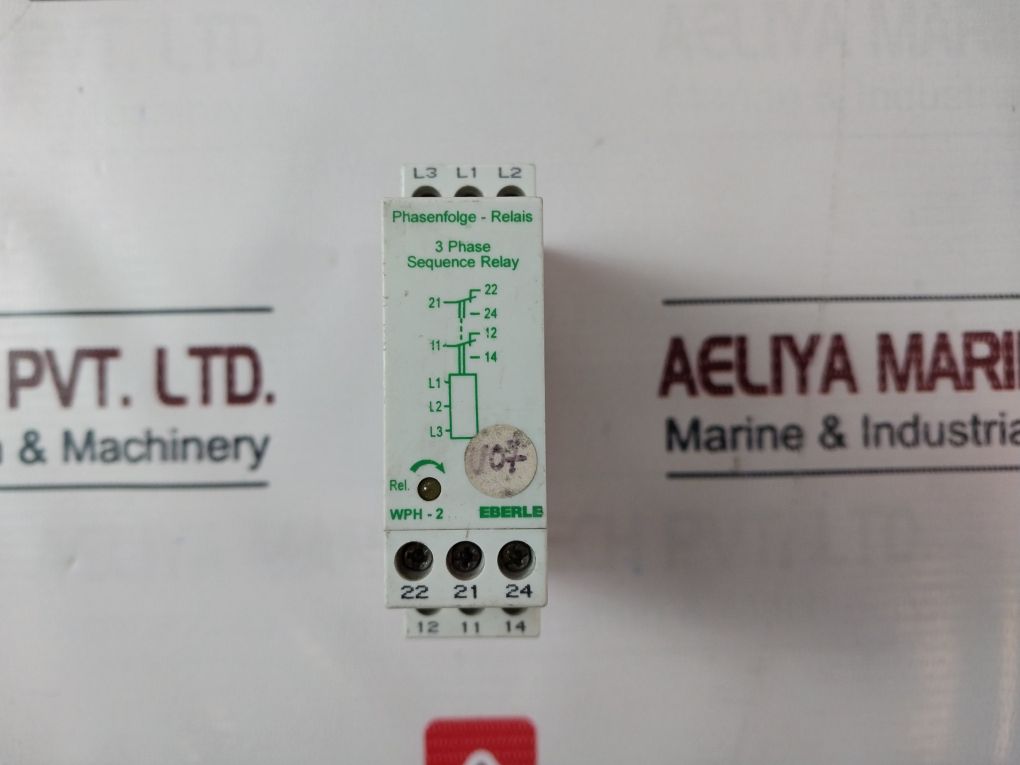 L3 L1 L2
Phasenfolge - Relais
3 Phase
Sequence Relay
22
21
24
12
11
14
L1
L2
L3
V07
Rel.
WPH - 2 EBERLE
22 21 24
12 11 14
PVT. LTD.
& Machinery
AELIYA MARI
Marine & Industria